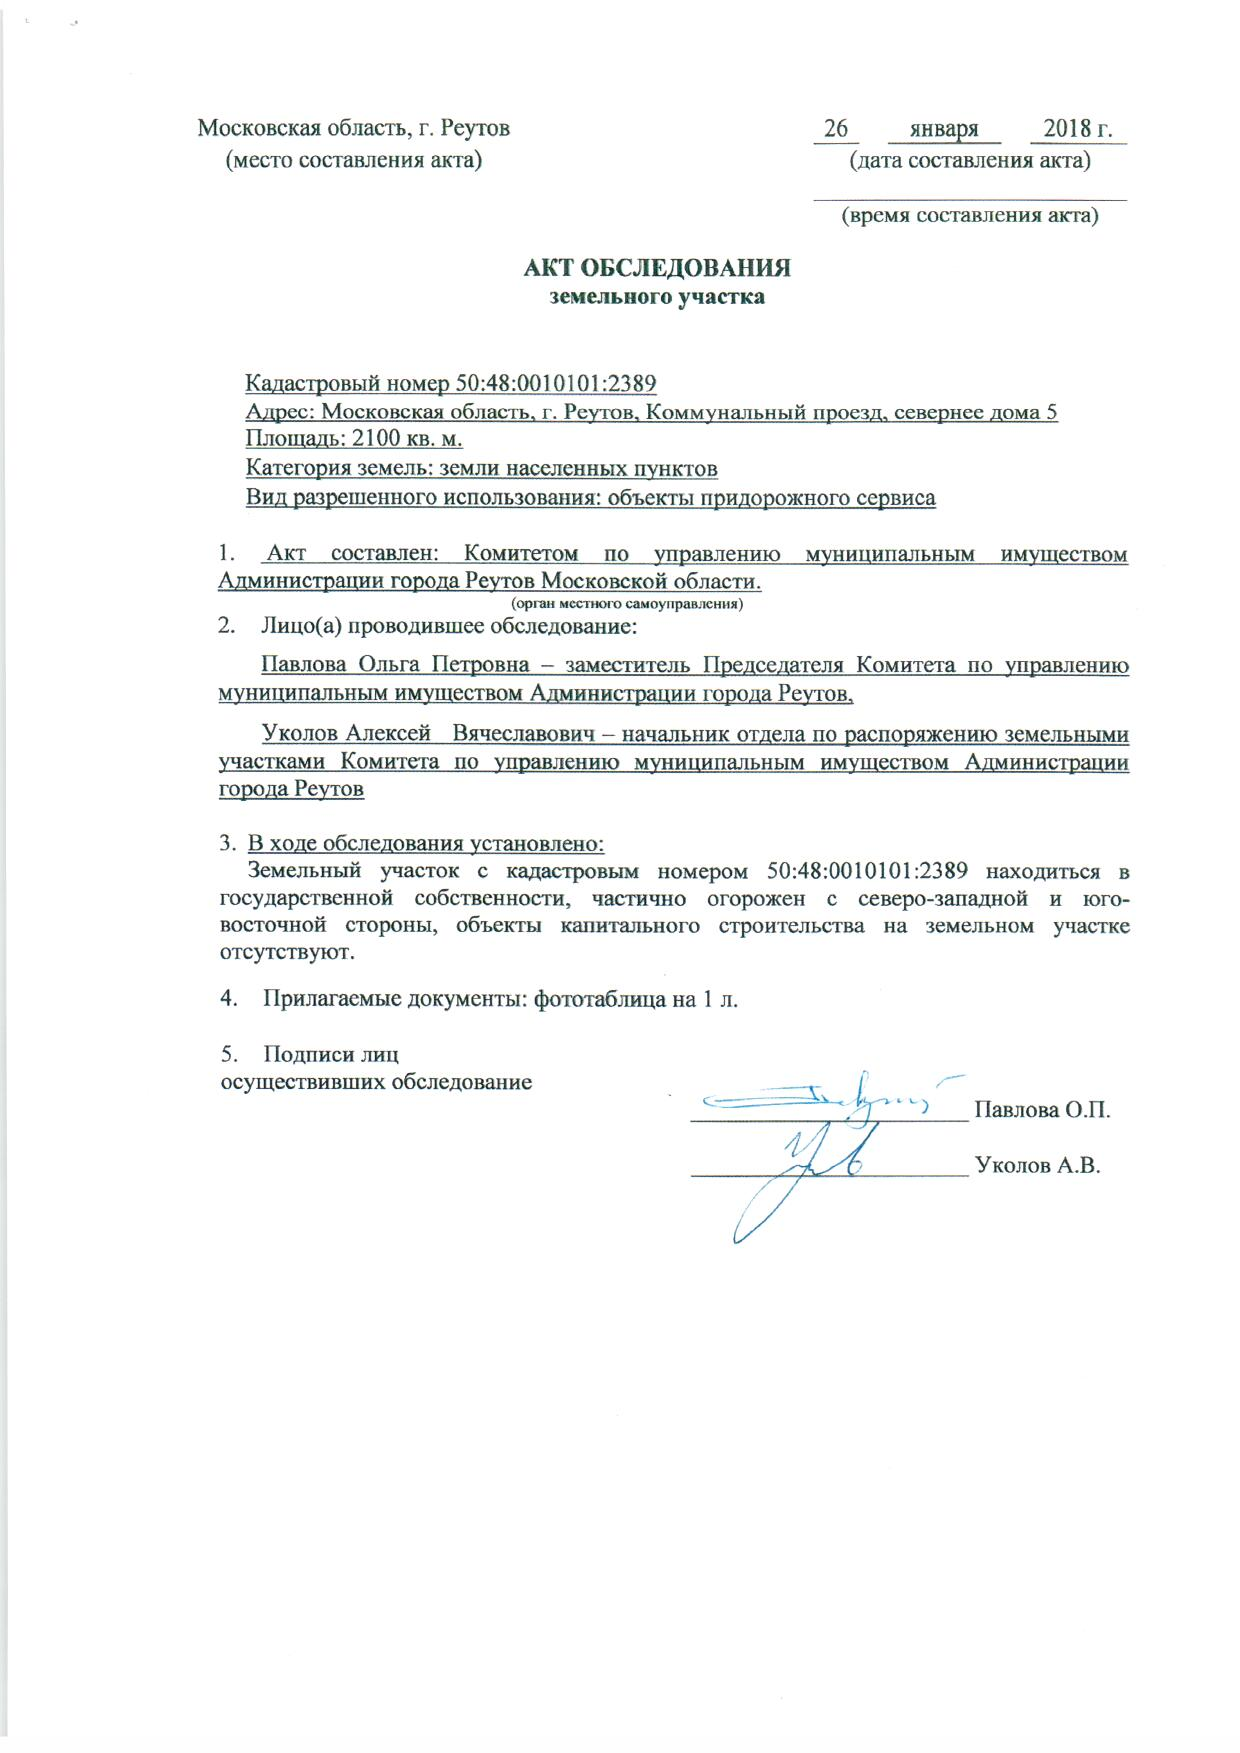 Московская область, г. Реутов
26 января 2018 г.
(место составления акта)
(дата составления акта)
(время составления акта)
АКТ ОБСЛЕДОВАНИЯ
земельного участка
Кадастровый номер 50:48:0010101:2389
Адрес: Московская область, г. Реутов, Коммунальный проезд, севернее дома 5
Площадь: 2100 кв. м.
Категория земель: земли населенных пунктов
Вид разрешенного использования: объекты придорожного сервиса
1. Акт составлен: Комитетом по управлению муниципальным имуществом
Администрации города Реутов Московской области.
(орган местного самоуправления)
2. Лицо(а) проводившее обследование:
Павлова Ольга Петровна – заместитель Председателя Комитета по управлению
муниципальным имуществом Администрации города Реутов,
Уколов Алексей Вячеславович – начальник отдела по распоряжению земельными
участками Комитета по управлению муниципальным имуществом Администрации
города Реутов
3. В ходе обследования установлено:
Земельный участок с кадастровым номером 50:48:0010101:2389 находиться в
государственной собственности, частично огорожен с северо-западной и юго-
восточной стороны, объекты капитального строительства на земельном участке
отсутствуют.
4. Прилагаемые документы: фототаблица на 1 л.
5. Подписи лиц
осуществивших обследование
Павлова О.П.
Уколов А.В.